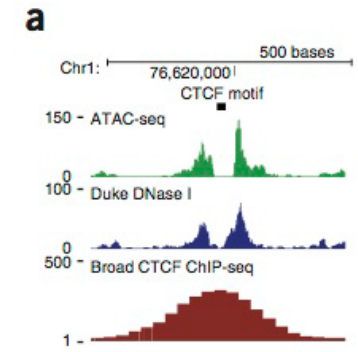 a
500 bases
Chr1:
76,620,000
CTCF motif
150 - ATAC-seq
0
100 - Duke DNase I
0
500 - Broad CTCF ChIP-seq
1 -